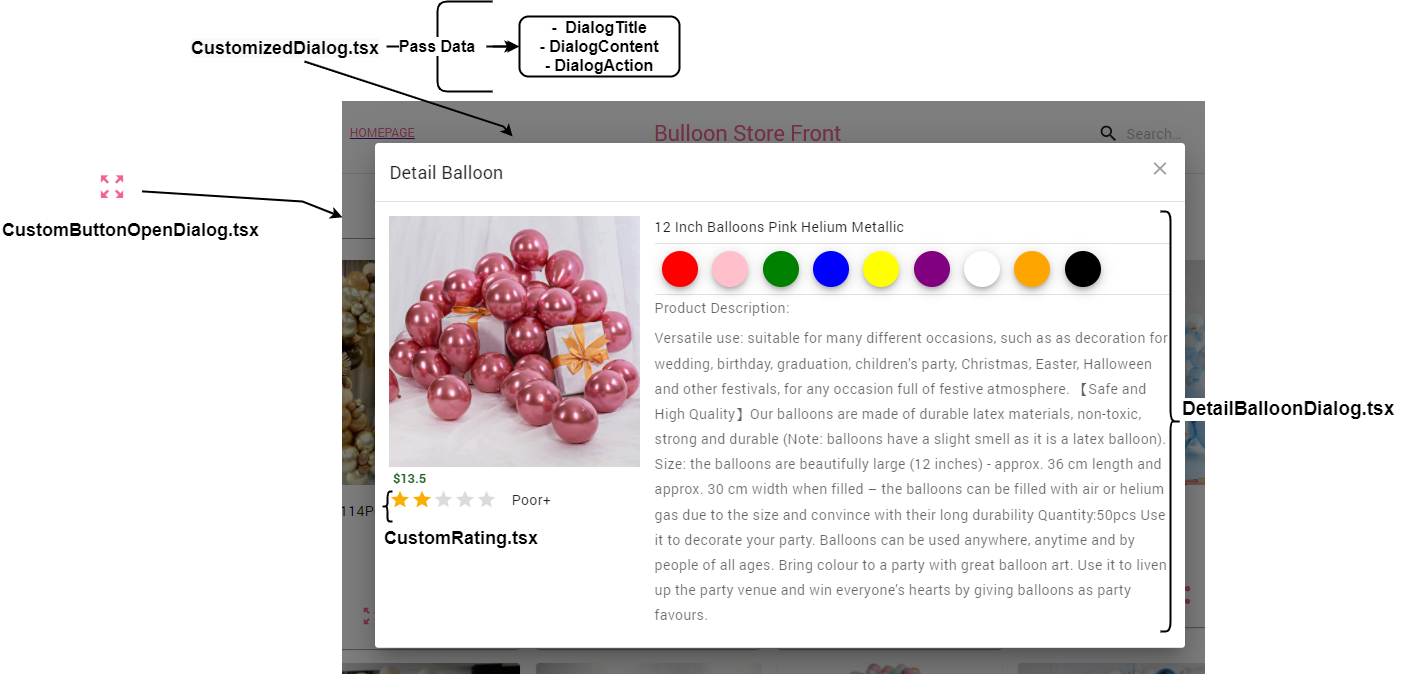 CustomizedDialog.tsx
Pass Data
- DialogTitle
- DialogContent
- DialogAction
HOMEPAGE
Bulloon Store Front
Search...
Detail Balloon
CustomButtonOpenDialog.tsx
12 Inch Balloons Pink Helium Metallic
Product Description:
Versatile use: suitable for many different occasions, such as as decoration for
wedding, birthday, graduation, children's party, Christmas, Easter, Halloween
and other festivals, for any occasion full of festive atmosphere. 【Safe and
High Quality】Our balloons are made of durable latex materials, non-toxic,
strong and durable (Note: balloons have a slight smell as it is a latex balloon).
Size: the balloons are beautifully large (12 inches) - approx. 36 cm length and
approx. 30 cm width when filled – the balloons can be filled with air or helium
gas due to the size and convince with their long durability Quantity:50pcs Use
it to decorate your party. Balloons can be used anywhere, anytime and by
people of all ages. Bring colour to a party with great balloon art. Use it to liven
up the party venue and win everyone's hearts by giving balloons as party
favours.
DetailBalloonDialog.tsx
$13.5
Poor+
114P
CustomRating.tsx